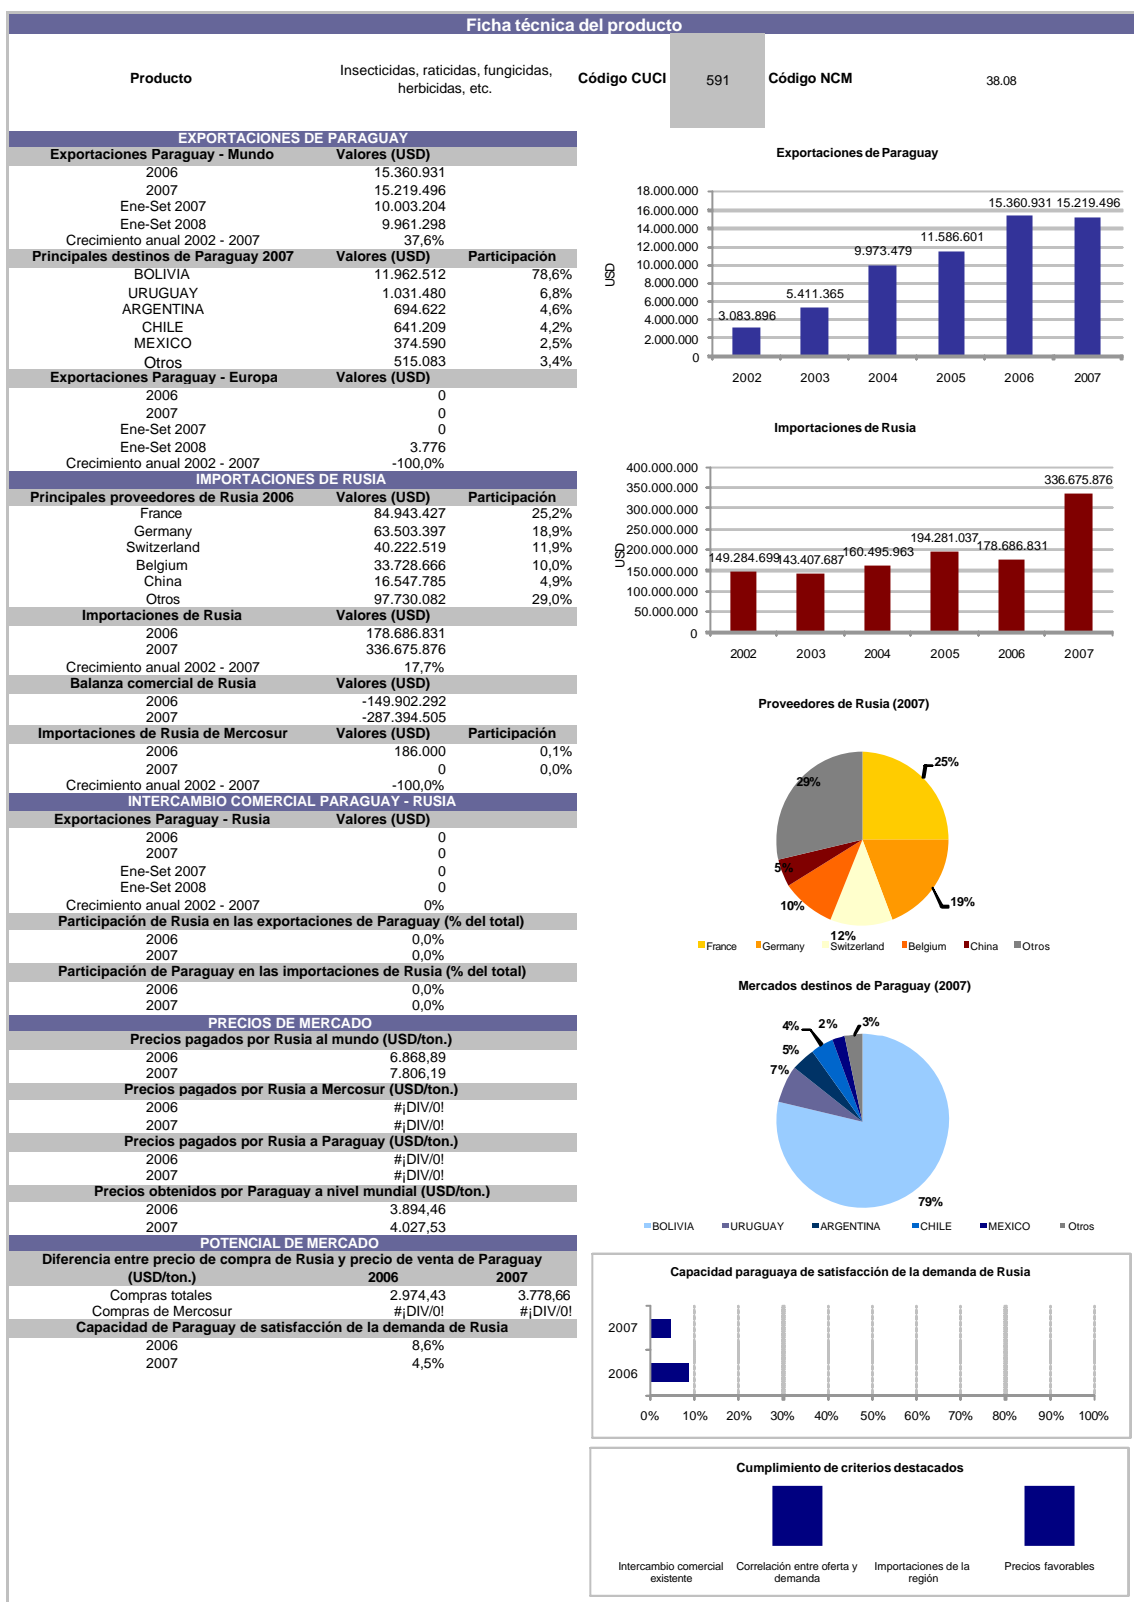 Ficha técnica del producto
Producto
Insecticidas, raticidas, fungicidas,
herbicidas, etc.
Código CUCI 591 Código NCM 38.08
EXPORTACIONES DE PARAGUAY
Exportaciones Paraguay - Mundo Valores (USD)
2006 15.360.931
2007 15.219.496
Ene-Set 2007 10.003.204
Ene-Set 2008 9.961.298
Crecimiento anual 2002 - 2007 37,6%
Principales destinos de Paraguay 2007 Valores (USD) Participación
BOLIVIA 11.962.512 78,6%
URUGUAY 1.031.480 6,8%
ARGENTINA 694.622 4,6%
CHILE 641.209 4,2%
MEXICO 374.590 2,5%
Otros 515.083 3,4%
Exportaciones Paraguay - Europa Valores (USD)
2006 0
2007 0
Ene-Set 2007 0
Ene-Set 2008 3.776
Crecimiento anual 2002 - 2007 -100,0%
IMPORTACIONES DE RUSIA
Principales proveedores de Rusia 2006 Valores (USD) Participación
France 84.943.427 25,2%
Germany 63.503.397 18,9%
Switzerland 40.222.519 11,9%
Belgium 33.728.666 10,0%
China 16.547.785 4,9%
Otros 97.730.082 29,0%
Importaciones de Rusia Valores (USD)
2006 178.686.831
2007 336.675.876
Crecimiento anual 2002 - 2007 17,7%
Balanza comercial de Rusia Valores (USD)
2006 -149.902.292
2007 -287.394.505
Importaciones de Rusia de Mercosur Valores (USD) Participación
2006 186.000 0,1%
2007 0 0,0%
Crecimiento anual 2002 - 2007 -100,0%
INTERCAMBIO COMERCIAL PARAGUAY - RUSIA
Exportaciones Paraguay - Rusia Valores (USD)
2006 0
2007 0
Ene-Set 2007 0
Ene-Set 2008 0
Crecimiento anual 2002 - 2007 0%
Participación de Rusia en las exportaciones de Paraguay (% del total)
2006 0,0%
2007 0,0%
Participación de Paraguay en las importaciones de Rusia (% del total)
2006 0,0%
2007 0,0%
PRECIOS DE MERCADO
Precios pagados por Rusia al mundo (USD/ton.)
2006 6.868,89
2007 7.806,19
Precios pagados por Rusia a Mercosur (USD/ton.)
2006 #¡DIV/0!
2007 #¡DIV/0!
Precios pagados por Rusia a Paraguay (USD/ton.)
2006 #¡DIV/0!
2007 #¡DIV/0!
Precios obtenidos por Paraguay a nivel mundial (USD/ton.)
2006 3.894,46
2007 4.027,53
POTENCIAL DE MERCADO
Diferencia entre precio de compra de Rusia y precio de venta de Paraguay
(USD/ton.) 2006 2007
Compras totales 2.974,43 3.778,66
Compras de Mercosur #¡DIV/0! #¡DIV/0!
Capacidad de Paraguay de satisfacción de la demanda de Rusia
2006 8,6%
2007 4,5%
Exportaciones de Paraguay
18.000.000
16.000.000
14.000.000
12.000.000
10.000.000
8.000.000
6.000.000
4.000.000
2.000.000
0
USD
3.083.896 5.411.365 9.973.479 11.586.601 15.360.931 15.219.496
2002 2003 2004 2005 2006 2007
Importaciones de Rusia
400.000.000
350.000.000
300.000.000
250.000.000
200.000.000
150.000.000
100.000.000
50.000.000
0
USD
149.284.699 143.407.687 160.495.963 194.281.037 178.686.831 336.675.876
2002 2003 2004 2005 2006 2007
Proveedores de Rusia (2007)
25%
19%
12%
10%
5%
29%
France Germany Switzerland Belgium China Otros
Mercados destinos de Paraguay (2007)
4% 2% 3%
5%
7%
79%
BOLIVIA URUGUAY ARGENTINA CHILE MEXICO Otros
Capacidad paraguaya de satisfacción de la demanda de Rusia
2007
2006
0% 10% 20% 30% 40% 50% 60% 70% 80% 90% 100%
Cumplimiento de criterios destacados
Intercambio comercial
existente
Correlación entre oferta y
demanda
Importaciones de la
región
Precios favorables